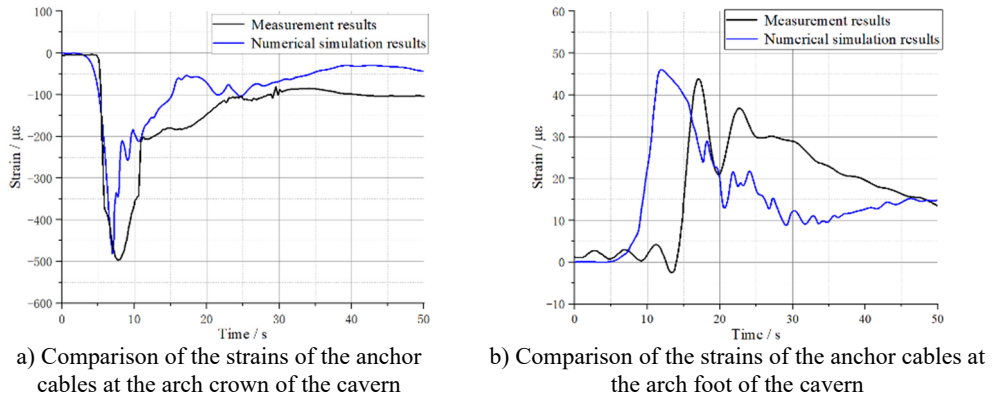 Measurement results
Numerical simulation results
100
0
−100
−200
−300
−400
−500
−600
Strain / με
0
10
20
30
40
50
Time / s
a) Comparison of the strains of the anchor
cables at the arch crown of the cavern
Measurement results
Numerical simulation results
60
50
40
30
20
10
0
−10
Strain / με
0
10
20
30
40
50
Time / s
b) Comparison of the strains of the anchor cables at
the arch foot of the cavern